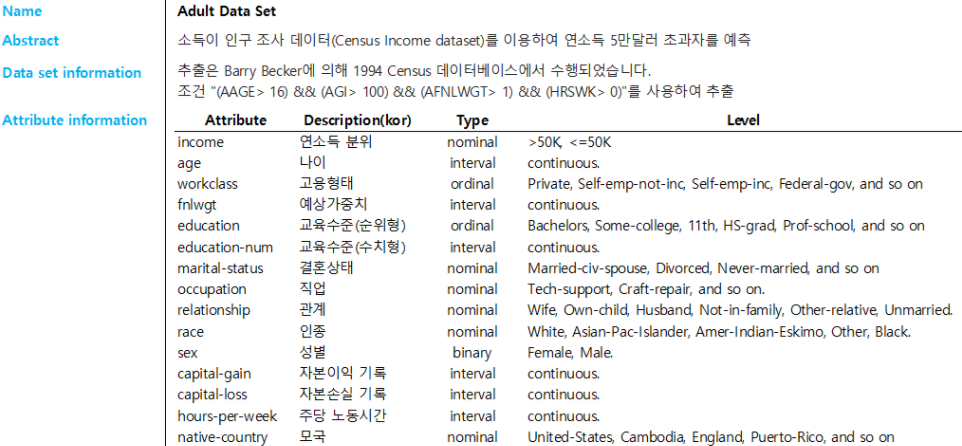 Name Adult Data Set
Abstract 소득이 인구 조사 데이터(Census Income dataset)를 이용하여 연소득 5만달러 초과자를 예측
Data set information 추출은 Barry Becker에 의해 1994 Census 데이터베이스에서 수행되었습니다.
조건 "(AAGE> 16) && (AGI> 100) && (AFNLWGT> 1) && (HRSWK> 0)"를 사용하여 추출
Attribute information Attribute Description(kor) Type Level
income 연소득 분위 nominal >50K, <=50K
age 나이 interval continuous.
workclass 고용형태 ordinal Private, Self-emp-not-inc, Self-emp-inc, Federal-gov, and so on
fnlwgt 예상가중치 interval continuous.
education 교육수준(순위형) ordinal Bachelors, Some-college, 11th, HS-grad, Prof-school, and so on
education-num 교육수준(수치형) interval continuous.
marital-status 결혼상태 nominal Married-civ-spouse, Divorced, Never-married, and so on
occupation 직업 nominal Tech-support, Craft-repair, and so on.
relationship 관계 nominal Wife, Own-child, Husband, Not-in-family, Other-relative, Unmarried.
race 인종 nominal White, Asian-Pac-Islander, Amer-Indian-Eskimo, Other, Black.
sex 성별 binary Female, Male.
capital-gain 자본이익 기록 interval continuous.
capital-loss 자본손실 기록 interval continuous.
hours-per-week 주당 노동시간 interval continuous.
native-country 모국 nominal United-States, Cambodia, England, Puerto-Rico, and so on